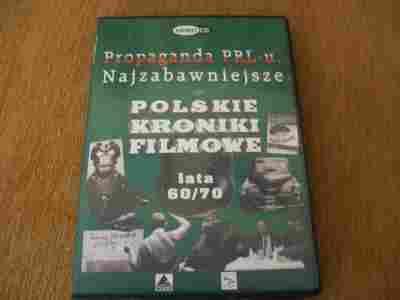 Propaganda PRL-u.
Najzabawniejsze
POLSKIE
KRONIKI
FILMOWE
lata
60/70